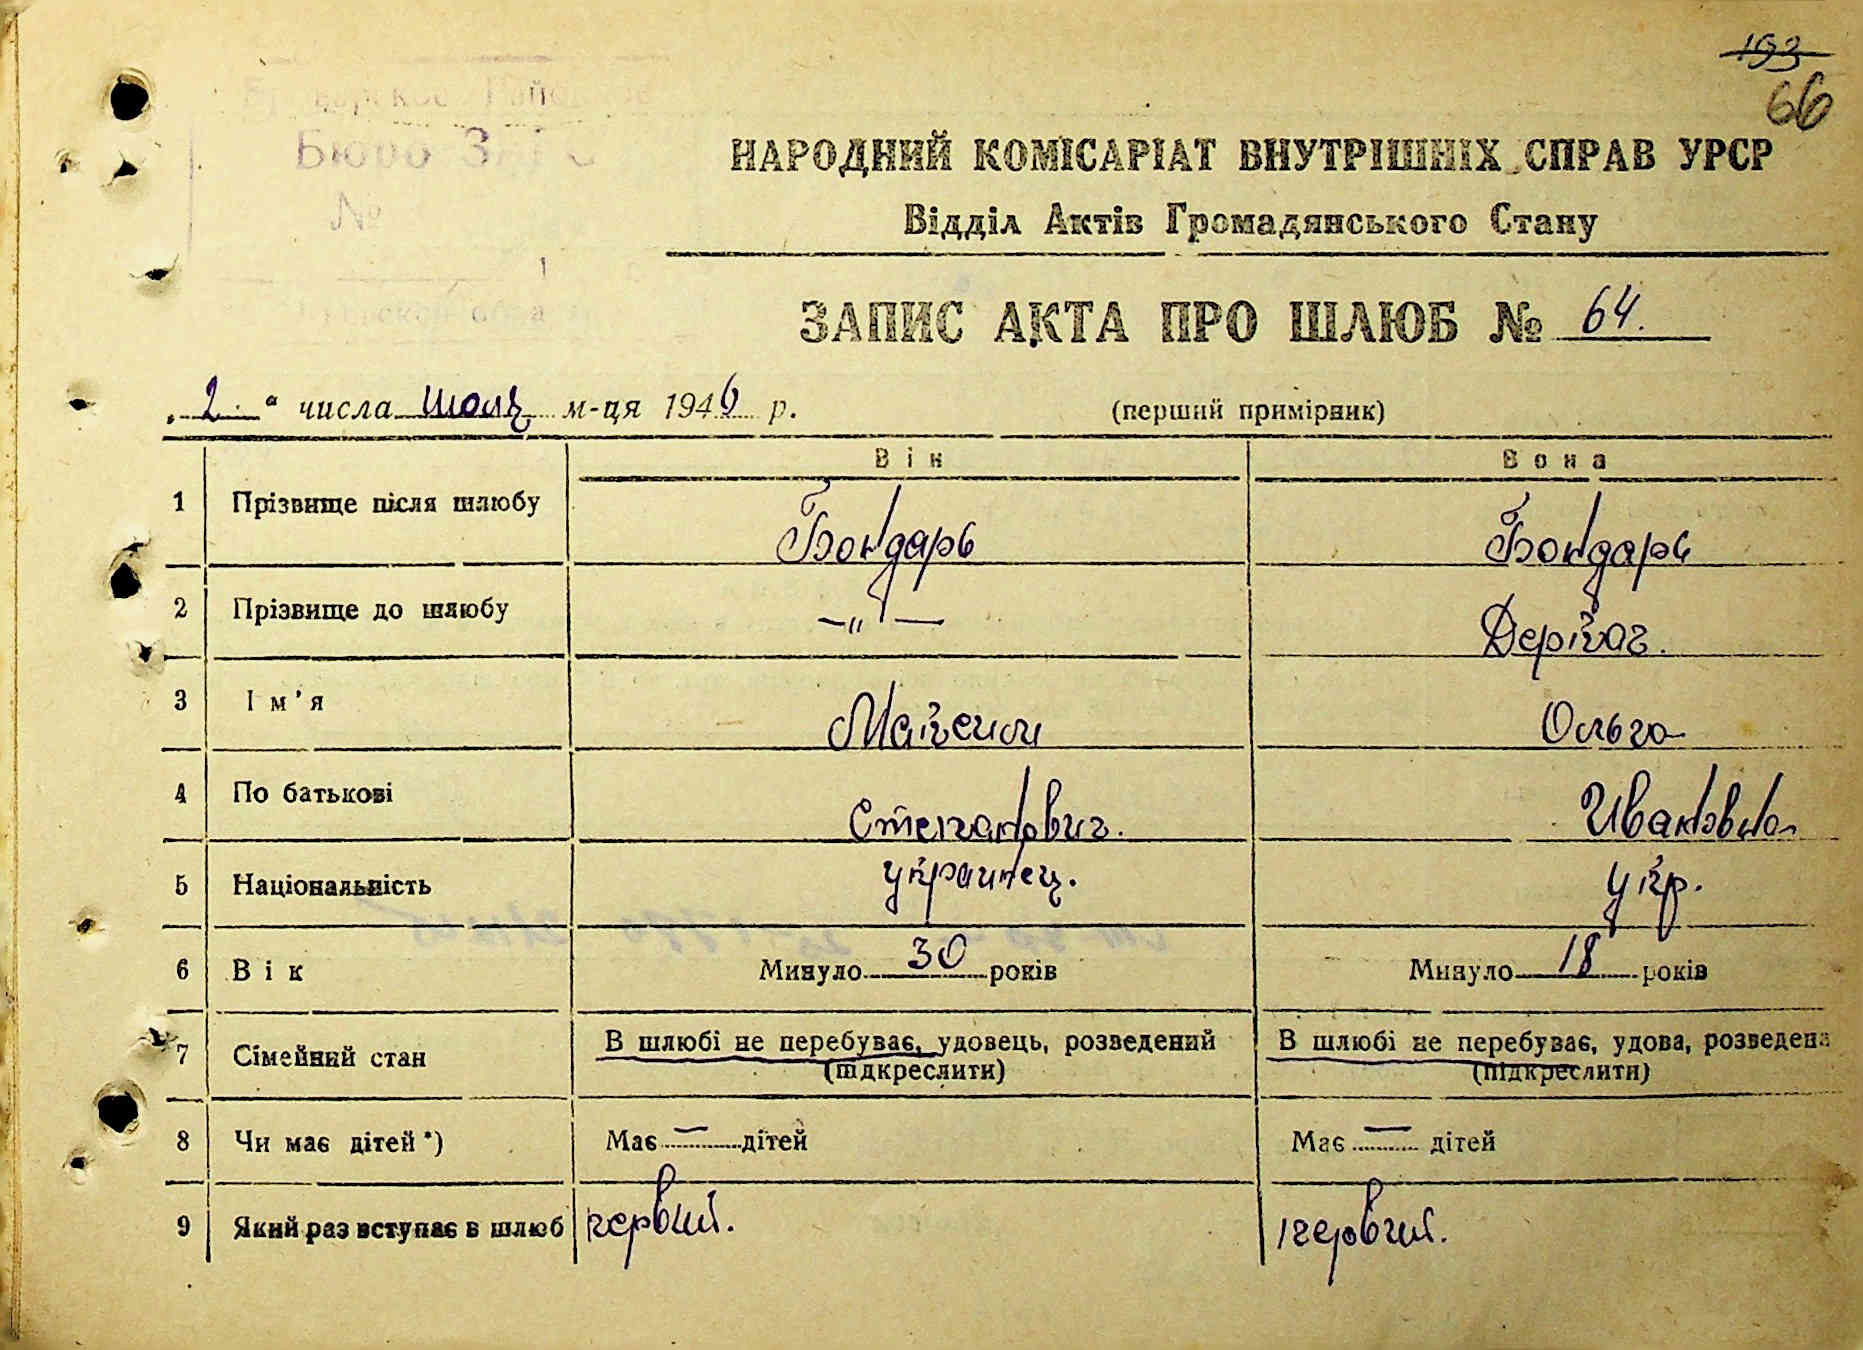 193
66
Бюро
№
НАРОДНИЙ КОМІСАРІАТ ВНУТРІШНІХ СПРАВ УРСР
Відділ Актів Громадянського Стану
ЗАПИС АКТА ПРО ШЛЮБ № 64.
„2“ числа июля м-ця 1946 р. (перший примірник)
Він Вона
1 Прізвище після шлюбу Бондарь Бондарь
2 Прізвище до шлюбу —"— Деркач.
3 Ім'я Матвей Ольга
4 По батькові Степанович. Ивановна
5 Національність украинец. укр.
6 Вік Минуло 30 років Минуло 18 років
7 Сімейний стан В шлюбі не перебуває, удовець, розведений В шлюбі не перебуває, удова, розведена
(підкреслити) (підкреслити)
8 Чи має дітей*) Має — дітей Має — дітей
9 Який раз вступає в шлюб первый. первый.